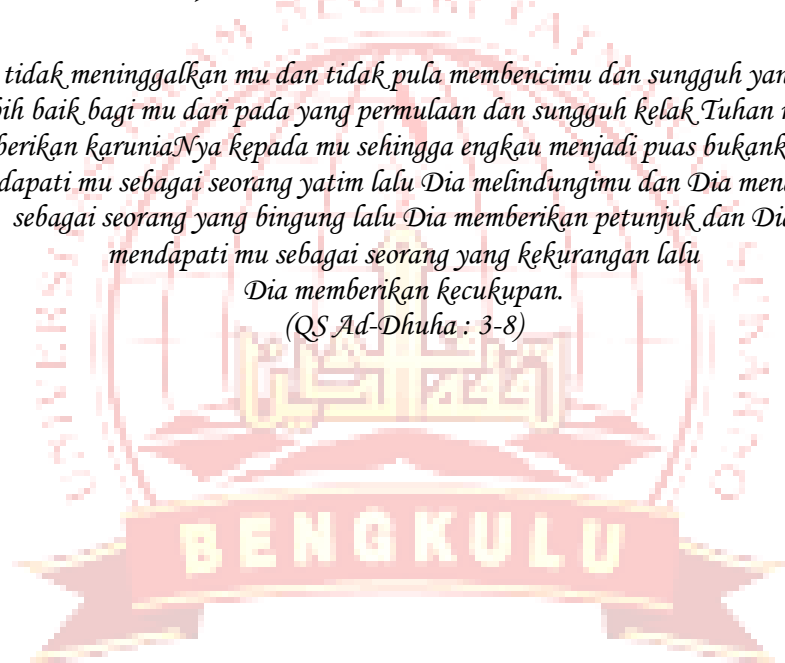 tidak meninggalkan mu dan tidak pula membencimu dan sungguh yan
bih baik bagi mu dari pada yang permulaan dan sungguh kelak Tuhan
berikan karuniaNya kepada mu sehingga engkau menjadi puas bukank
dapati mu sebagai seorang yatim lalu Dia melindungimu dan Dia men
sebagai seorang yang bingung lalu Dia memberikan petunjuk dan Dia
mendapati mu sebagai seorang yang kekurangan lalu
Dia memberikan kecukupan.
(QS Ad-Dhuha : 3-8)
BENGKULU